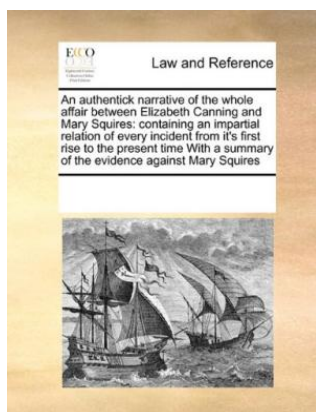 ECCO
Law and Reference
An authentick narrative of the whole
affair between Elizabeth Canning and
Mary Squires: containing an impartial
relation of every incident from it's first
rise to the present time With a summary
of the evidence against Mary Squires